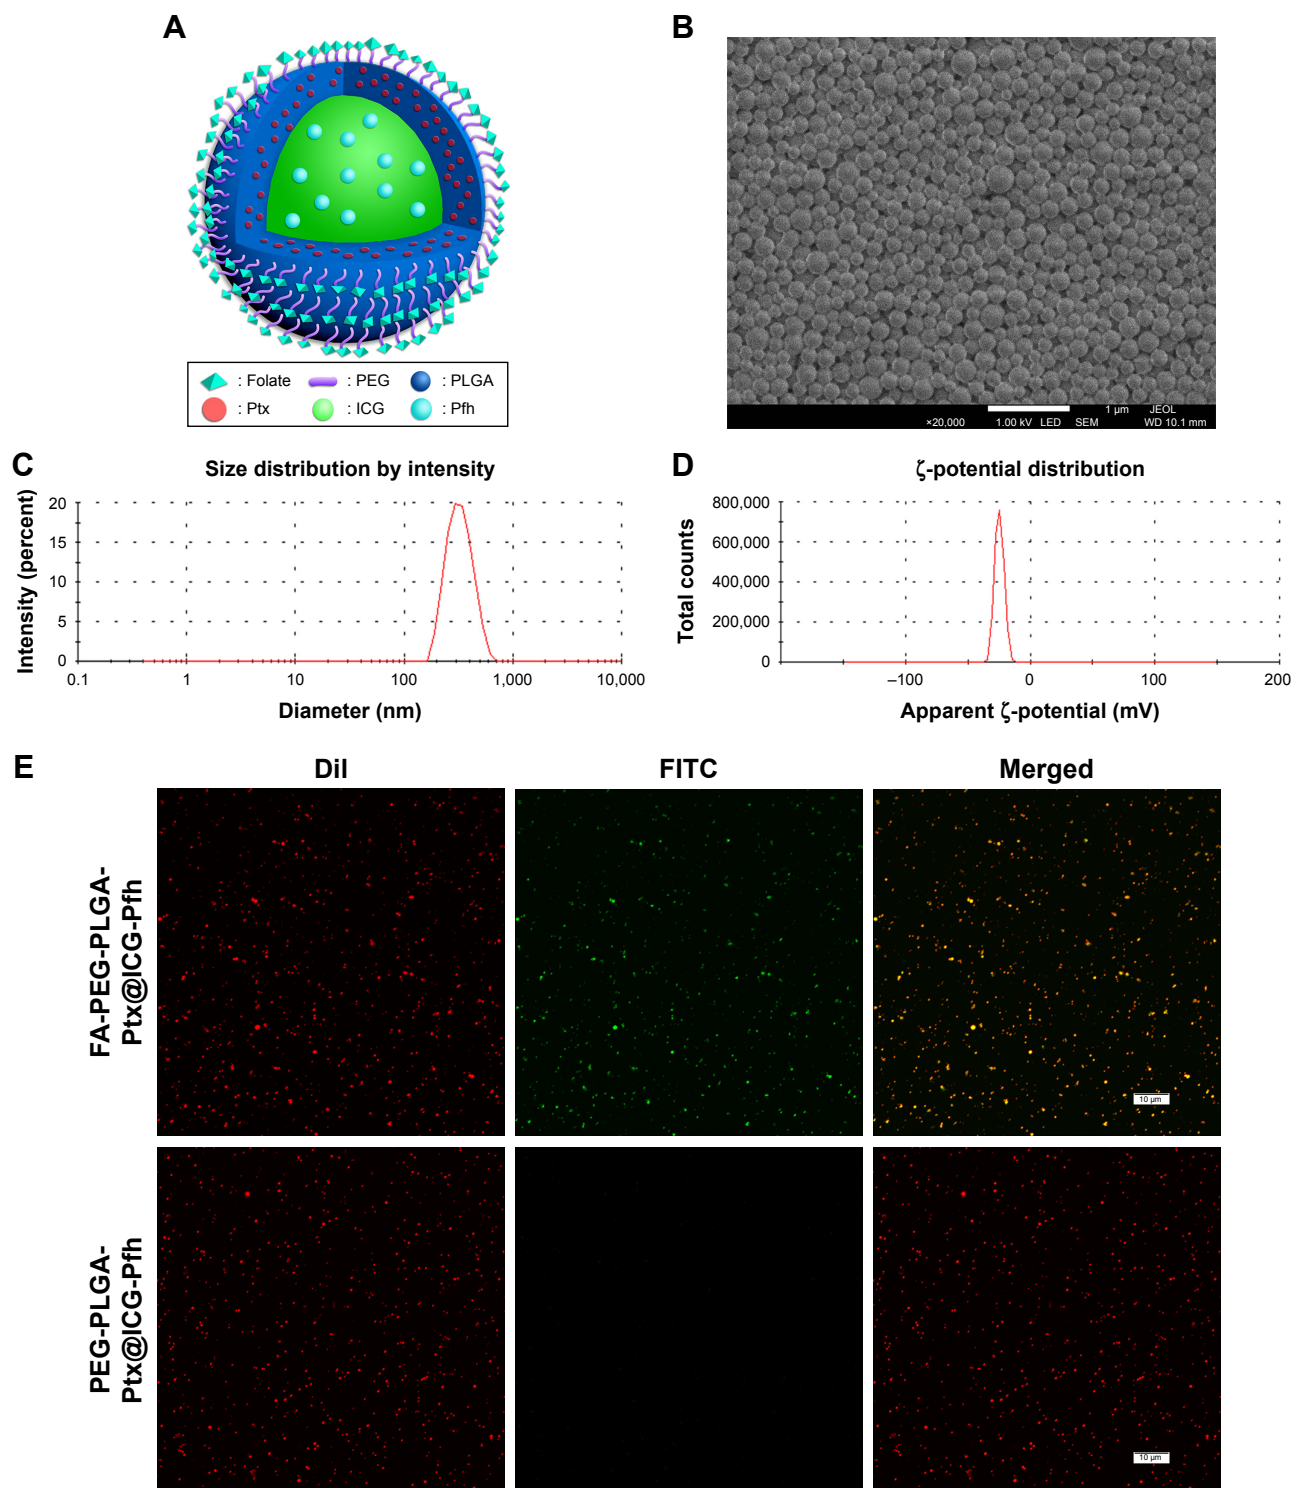 A
: Folate : PEG : PLGA
: Ptx : ICG : Pfh
B
1 µm JEOL
×20,000 1.00 kV LED SEM WD 10.1 mm
C
Size distribution by intensity
Intensity (percent)
20
15
10
5
0
0.1 1 10 100 1,000 10,000
Diameter (nm)
D
ζ-potential distribution
Total counts
800,000
600,000
400,000
200,000
0
–100 0 100 200
Apparent ζ-potential (mV)
E
Dil FITC Merged
FA-PEG-PLGA-
Ptx@ICG-Pfh
10 µm
PEG-PLGA-
Ptx@ICG-Pfh
10 µm